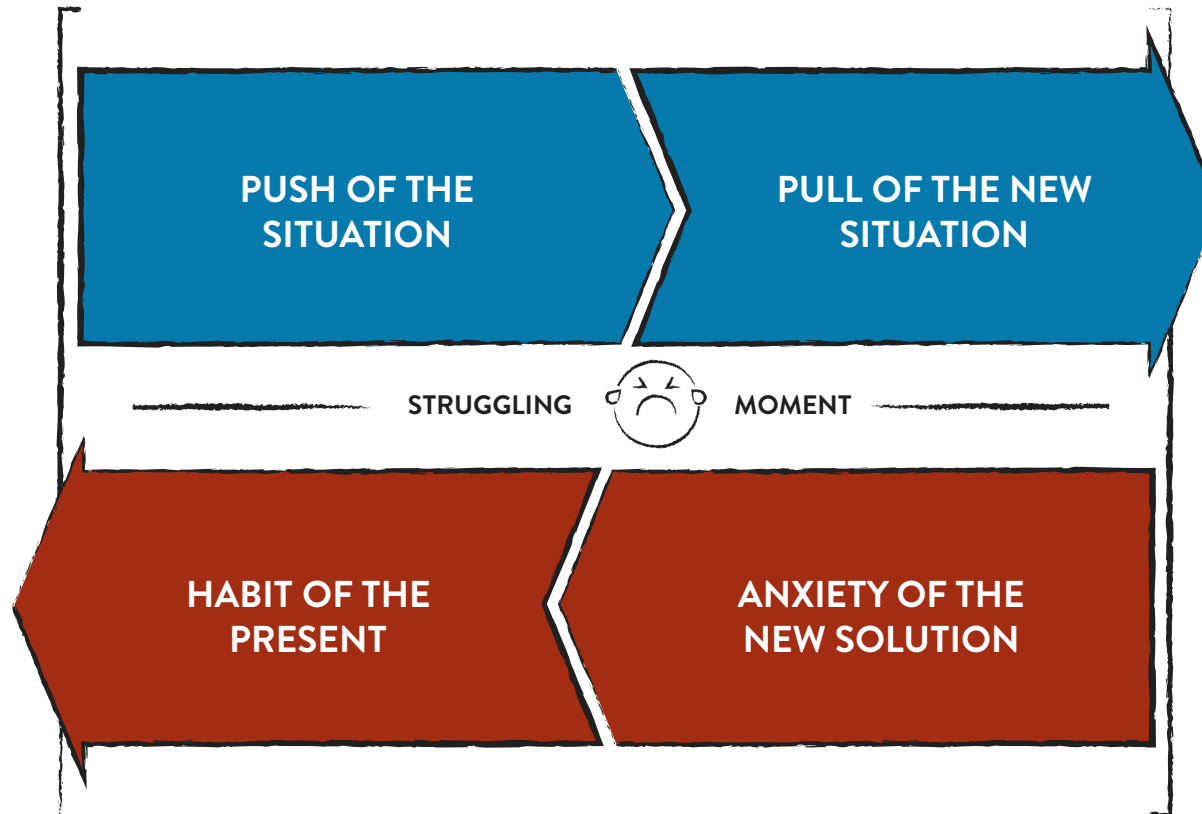 PUSH OF THE
SITUATION
PULL OF THE NEW
SITUATION
STRUGGLING MOMENT
HABIT OF THE
PRESENT
ANXIETY OF THE
NEW SOLUTION